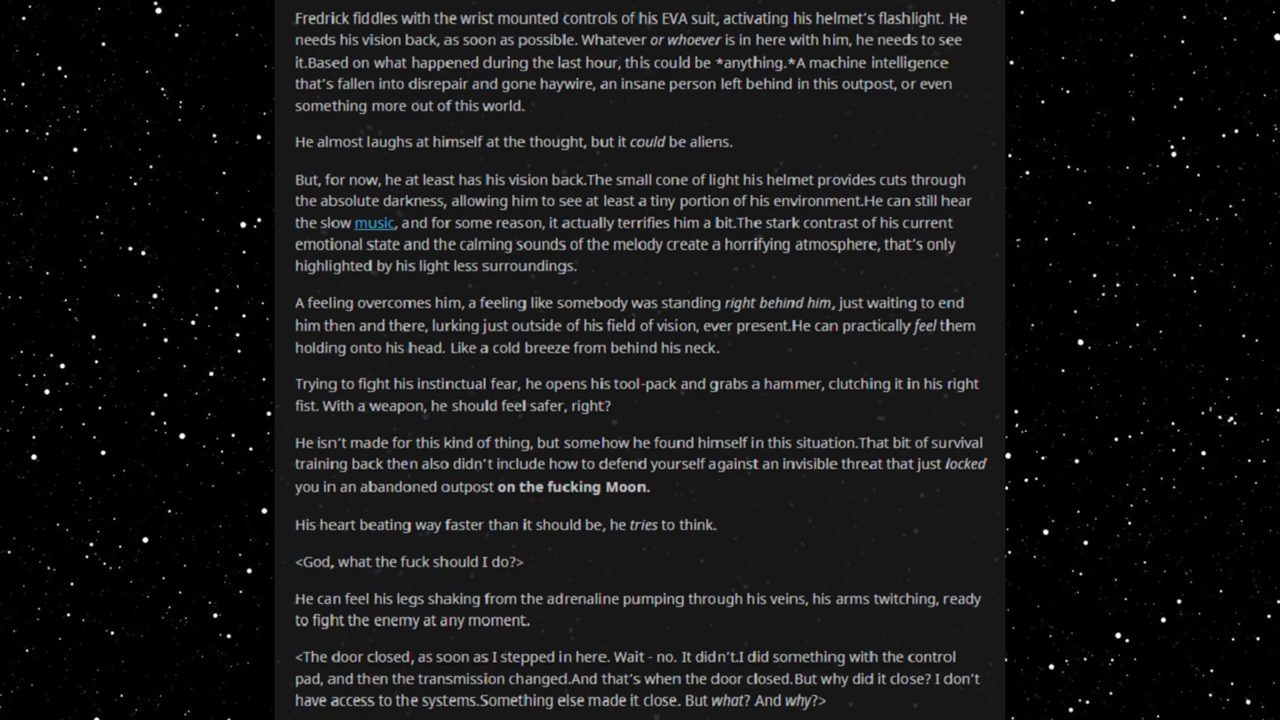 Fredrick fiddles with the wrist mounted controls of his EVA suit, activating his helmet’s flashlight. He
needs his vision back, as soon as possible. Whatever or whoever is in here with him, he needs to see
it.Based on what happened during the last hour, this could be *anything.*A machine intelligence
that’s fallen into disrepair and gone haywire, an insane person left behind in this outpost, or even
something more out of this world.
He almost laughs at himself at the thought, but it could be aliens.
But, for now, he at least has his vision back.The small cone of light his helmet provides cuts through
the absolute darkness, allowing him to see at least a tiny portion of his environment.He can still hear
the slow music, and for some reason, it actually terrifies him a bit.The stark contrast of his current
emotional state and the calming sounds of the melody create a horrifying atmosphere, that’s only
highlighted by his light less surroundings.
A feeling overcomes him, a feeling like somebody was standing right behind him, just waiting to end
him then and there, lurking just outside of his field of vision, ever present.He can practically feel them
holding onto his head. Like a cold breeze from behind his neck.
Trying to fight his instinctual fear, he opens his tool-pack and grabs a hammer, clutching it in his right
fist. With a weapon, he should feel safer, right?
He isn’t made for this kind of thing, but somehow he found himself in this situation.That bit of survival
training back then also didn’t include how to defend yourself against an invisible threat that just locked
you in an abandoned outpost on the fucking Moon.
His heart beating way faster than it should be, he tries to think.
<God, what the fuck should I do?>
He can feel his legs shaking from the adrenaline pumping through his veins, his arms twitching, ready
to fight the enemy at any moment.
<The door closed, as soon as I stepped in here. Wait - no. It didn’t.I did something with the control
pad, and then the transmission changed.And that’s when the door closed.But why did it close? I don’t
have access to the systems.Something else made it close. But what? And why?>